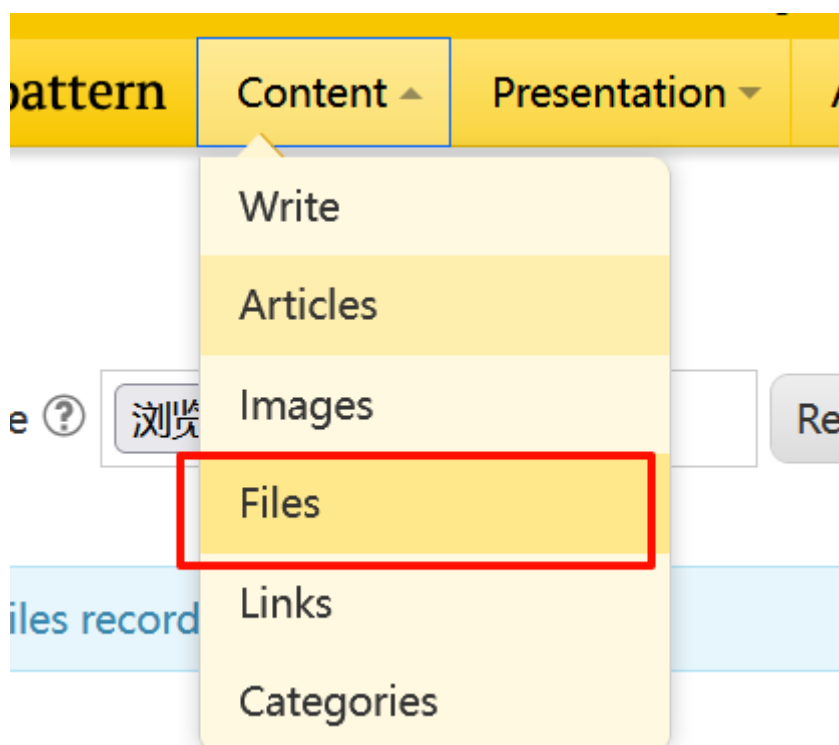 pattern Content Presentation
Write
Articles
Images
浏览 Re
Files
Links
iles record
Categories